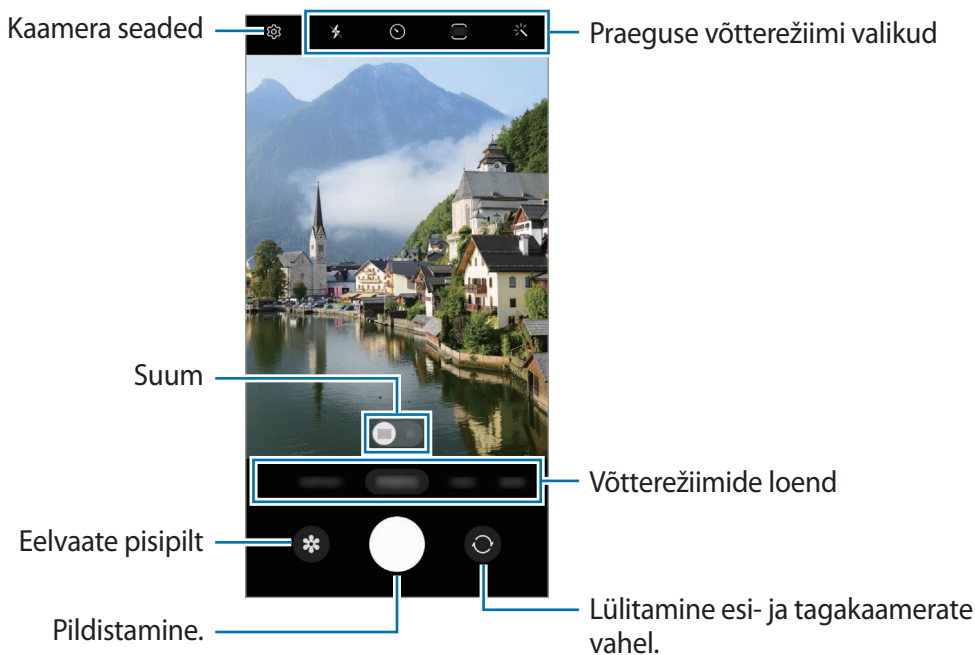 Kaamera seaded
Praeguse võtterežiimi valikud
Suum
Võtterežiimide loend
Eelvaate pisipilt
Pildistamine.
Lülitamine esi- ja tagakaamerate
vahel.